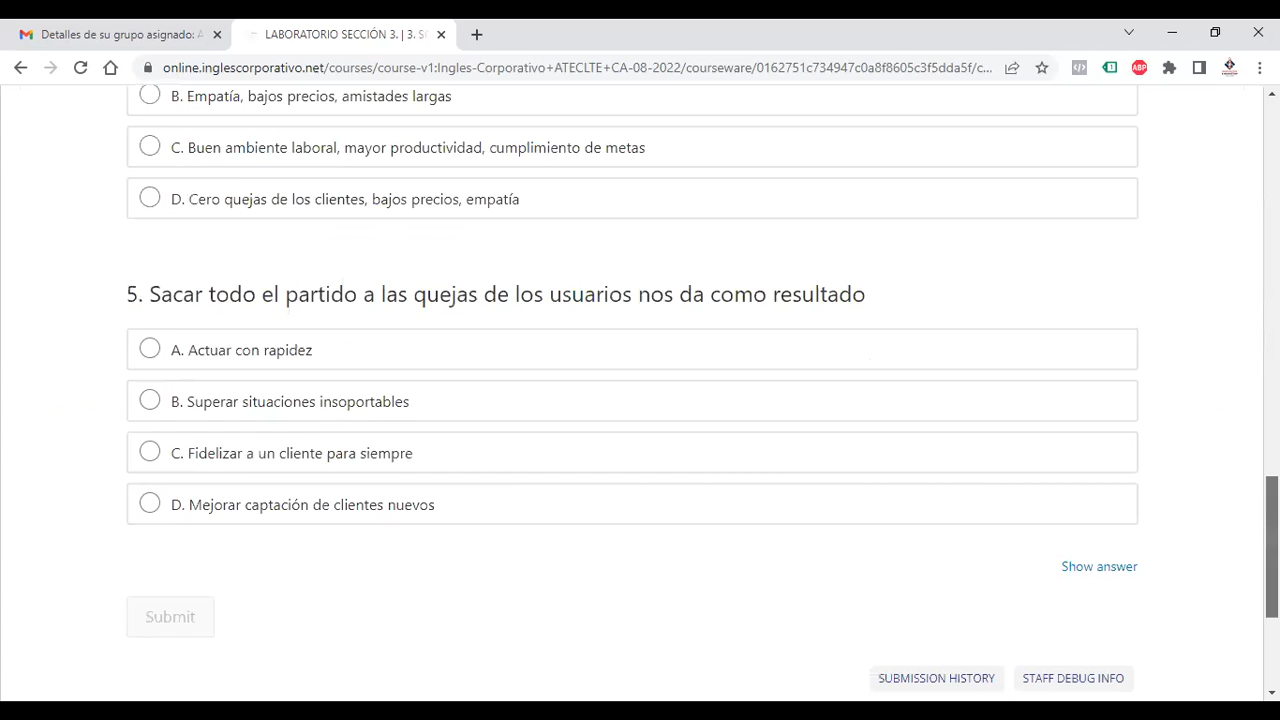 Detalles de su grupo asignado: A
LABORATORIO SECCIÓN 3. | 3. S
online.inglescorporativo.net/courses/course-v1:Ingles-Corporativo+ATECLTE+CA-08-2022/courseware/0162751c734947c0a8f8605c3f5dda5f/c...
ABP
B. Empatía, bajos precios, amistades largas
C. Buen ambiente laboral, mayor productividad, cumplimiento de metas
D. Cero quejas de los clientes, bajos precios, empatía
5. Sacar todo el partido a las quejas de los usuarios nos da como resultado
A. Actuar con rapidez
B. Superar situaciones insoportables
C. Fidelizar a un cliente para siempre
D. Mejorar captación de clientes nuevos
Show answer
Submit
SUBMISSION HISTORY
STAFF DEBUG INFO